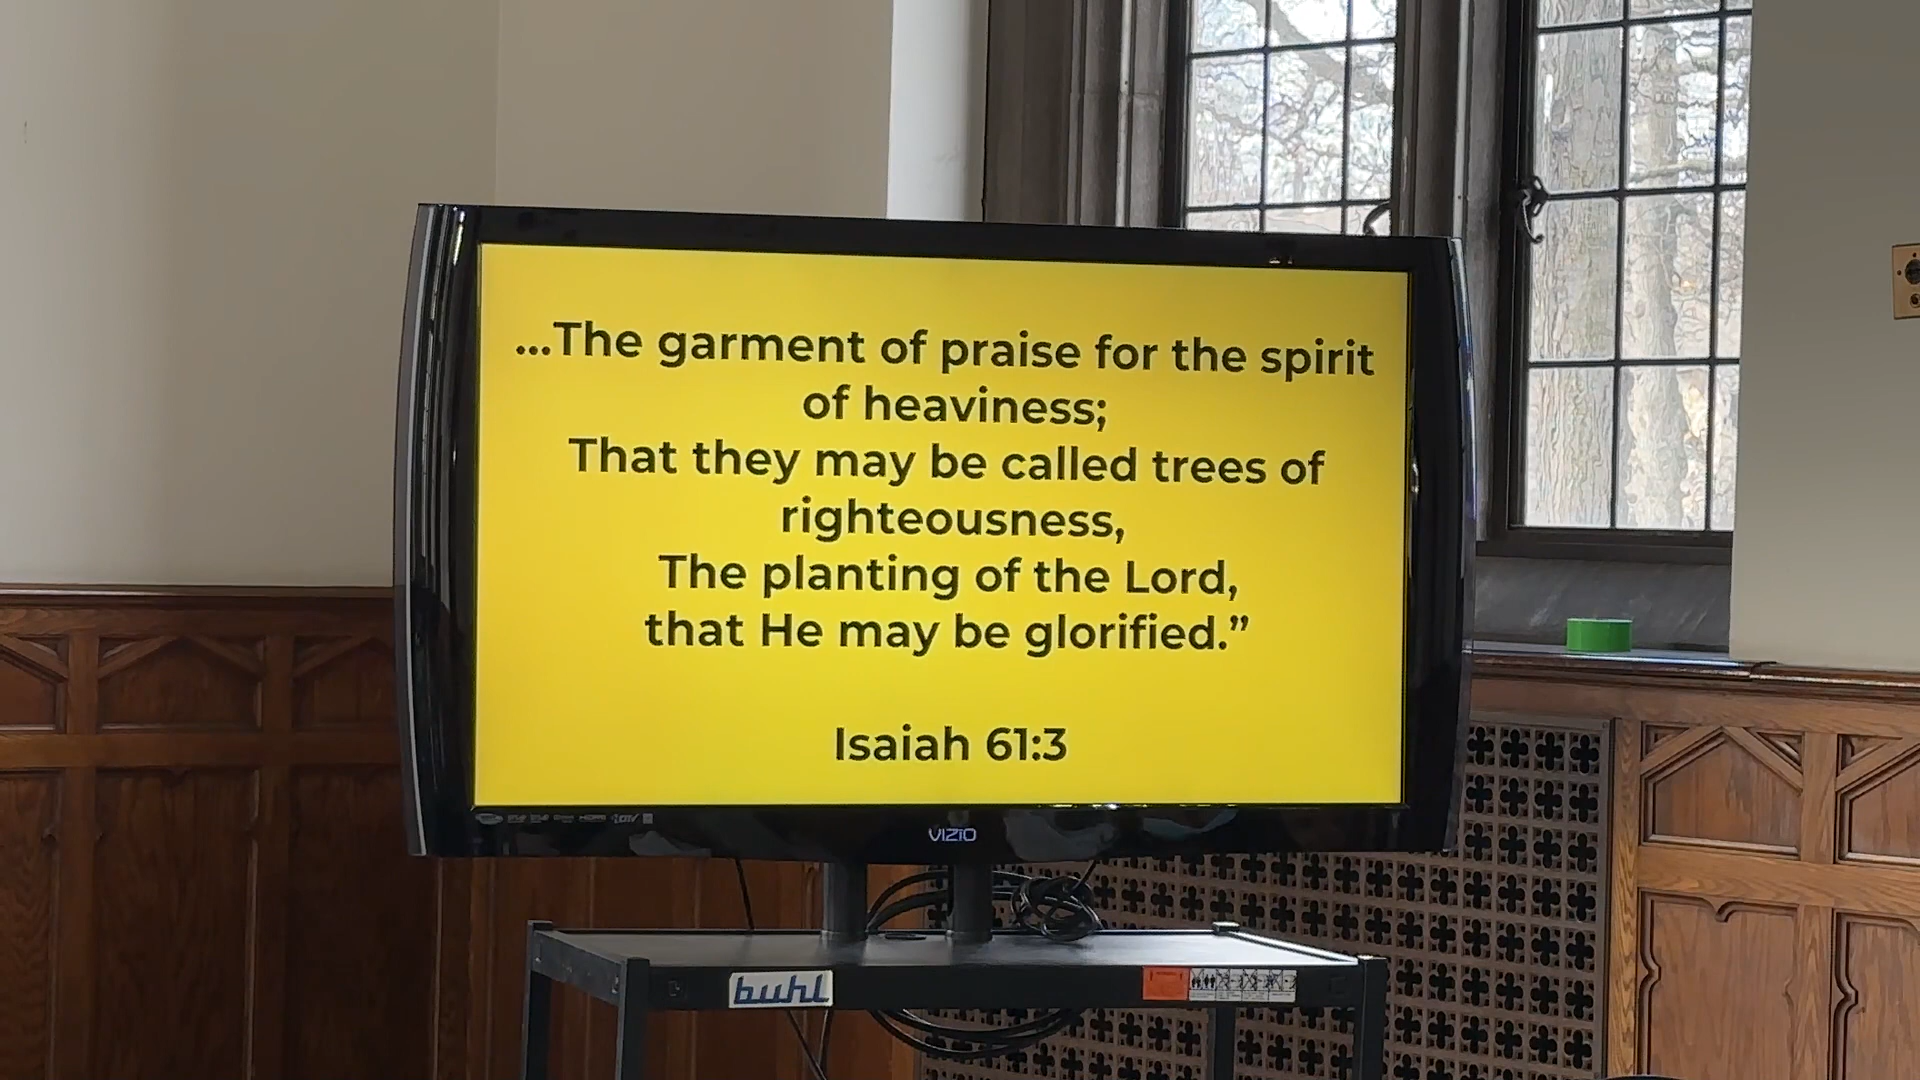 ...The garment of praise for the spirit
of heaviness;
That they may be called trees of
righteousness,
The planting of the Lord,
that He may be glorified.”
Isaiah 61:3
VIZIO
buhl